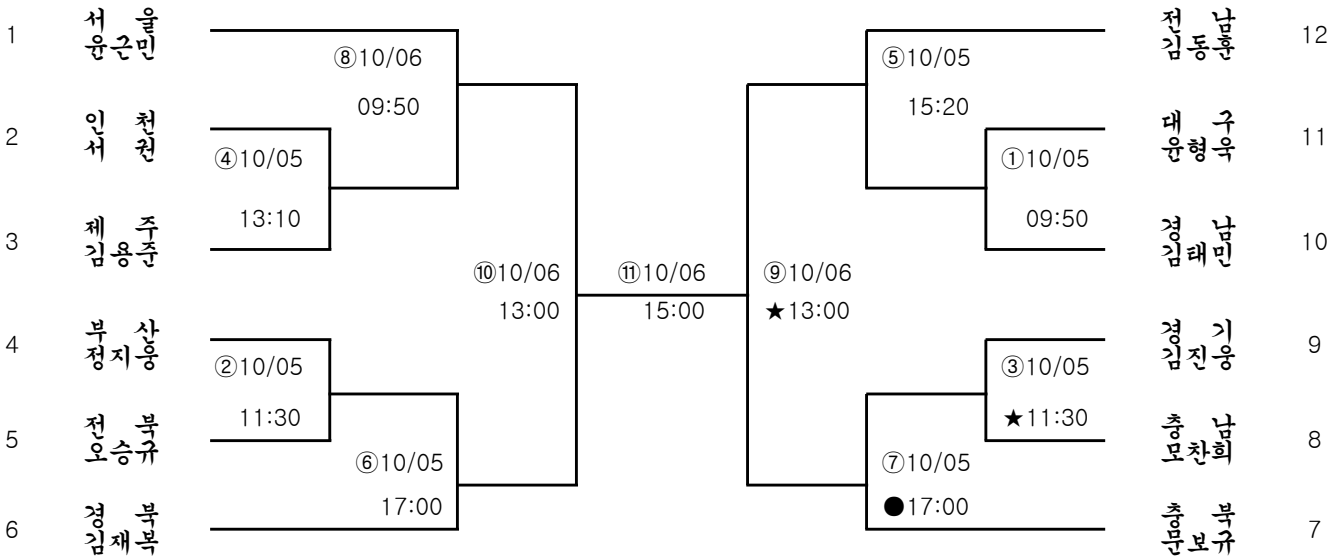 1 서 울
윤근민
⑧10/06
09:50
2 인 천
서 권
④10/05
13:10
3 제 주
김용준
⑩10/06
13:00
4 부 산
정지웅
②10/05
11:30
5 전 북
오승규
⑥10/05
17:00
6 경 북
김재복
⑪10/06
15:00
전 남 12
김동훈
⑤10/05
15:20
대 구 11
윤형욱
①10/05
09:50
경 남 10
김태민
⑨10/06
★13:00
경 기 9
김진웅
③10/05
★11:30
충 남 8
모찬희
⑦10/05
●17:00
충 북 7
문보규